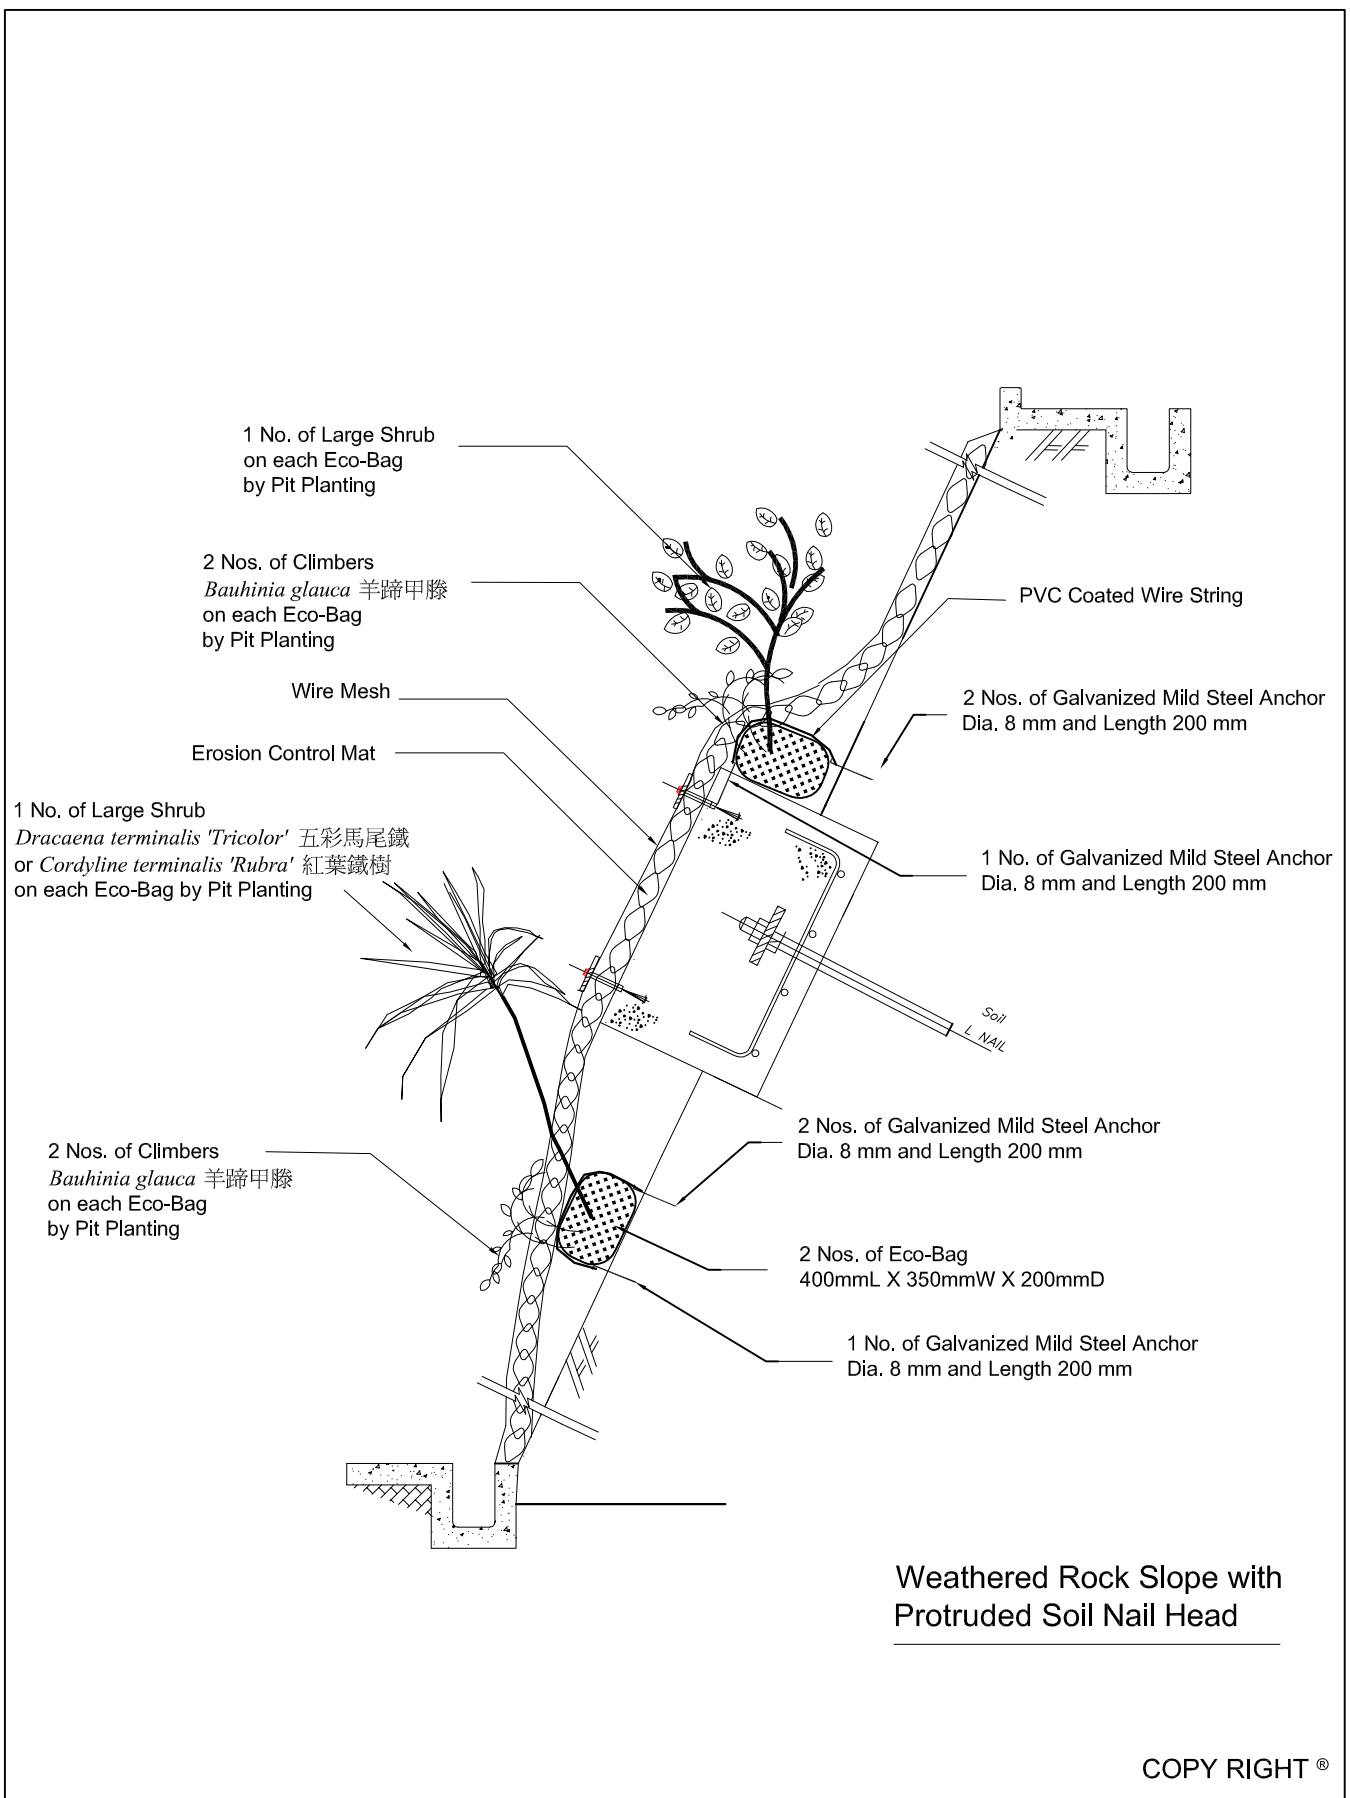 1 No. of Large Shrub
on each Eco-Bag
by Pit Planting
2 Nos. of Climbers
Bauhinia glauca 羊蹄甲滕
on each Eco-Bag
by Pit Planting
PVC Coated Wire String
Wire Mesh
2 Nos. of Galvanized Mild Steel Anchor
Dia. 8 mm and Length 200 mm
Erosion Control Mat
1 No. of Large Shrub
Dracaena terminalis 'Tricolor' 五彩馬尾鐵
or Cordyline terminalis 'Rubra' 紅葉鐵樹
on each Eco-Bag by Pit Planting
1 No. of Galvanized Mild Steel Anchor
Dia. 8 mm and Length 200 mm
Soil
L NAIL
2 Nos. of Galvanized Mild Steel Anchor
Dia. 8 mm and Length 200 mm
2 Nos. of Climbers
Bauhinia glauca 羊蹄甲滕
on each Eco-Bag
by Pit Planting
2 Nos. of Eco-Bag
400mmL X 350mmW X 200mmD
1 No. of Galvanized Mild Steel Anchor
Dia. 8 mm and Length 200 mm
Weathered Rock Slope with
Protruded Soil Nail Head
COPY RIGHT ®